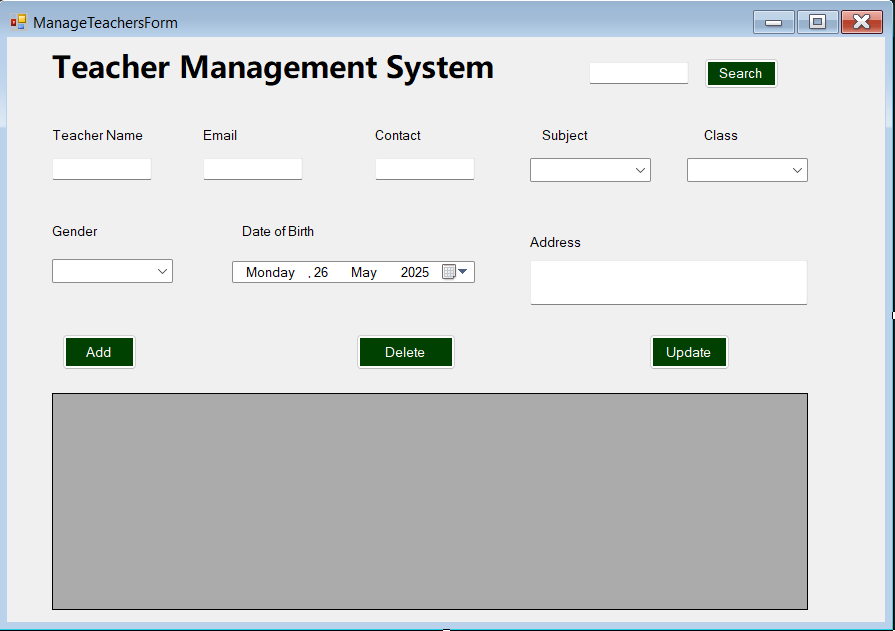 ManageTeachersForm
Teacher Management System
Search
Teacher Name Email Contact Subject Class
Gender Date of Birth
Address
Monday , 26 May 2025
Add Delete Update